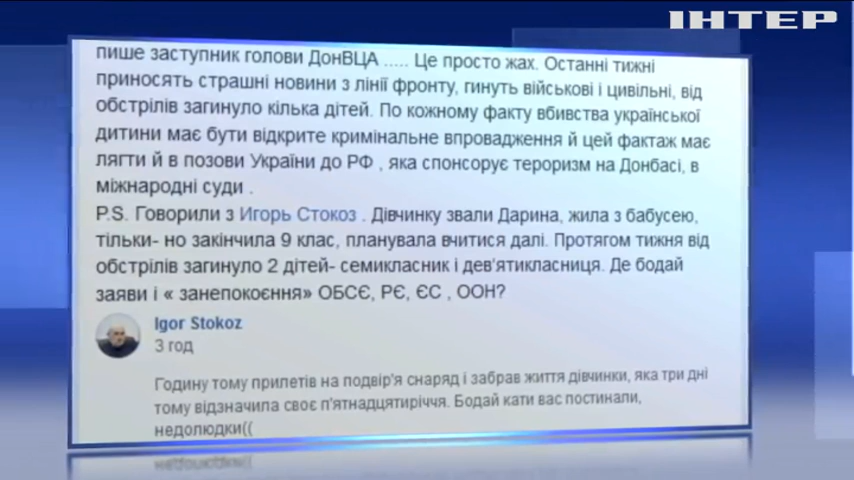 ІНТЕР
пише заступник голови ДонВЦА ..... Це просто жах. Останні тижні
приносять страшні новини з лінії фронту, гинуть військові і цивільні, від
обстрілів загинуло кілька дітей. По кожному факту вбивства української
дитини має бути відкрите кримінальне впровадження й цей фактаж має
лягти й в позови України до РФ , яка спонсорує тероризм на Донбасі, в
міжнародні суди .
P.S. Говорили з Игорь Стокоз . Дівчинку звали Дарина, жила з бабусею,
тільки- но закінчила 9 клас, планувала вчитися далі. Протягом тижня від
обстрілів загинуло 2 дітей- семикласник і дев'ятикласниця. Де бодай
заяви і « занепокоєння» ОБСЄ, РЄ, ЄС , ООН?
Igor Stokoz
3 год
Годину тому прилетів на подвір'я снаряд і забрав життя дівчинки, яка три дні
тому відзначила своє п'ятнадцятиріччя. Бодай кати вас постинали,
недолюдки((